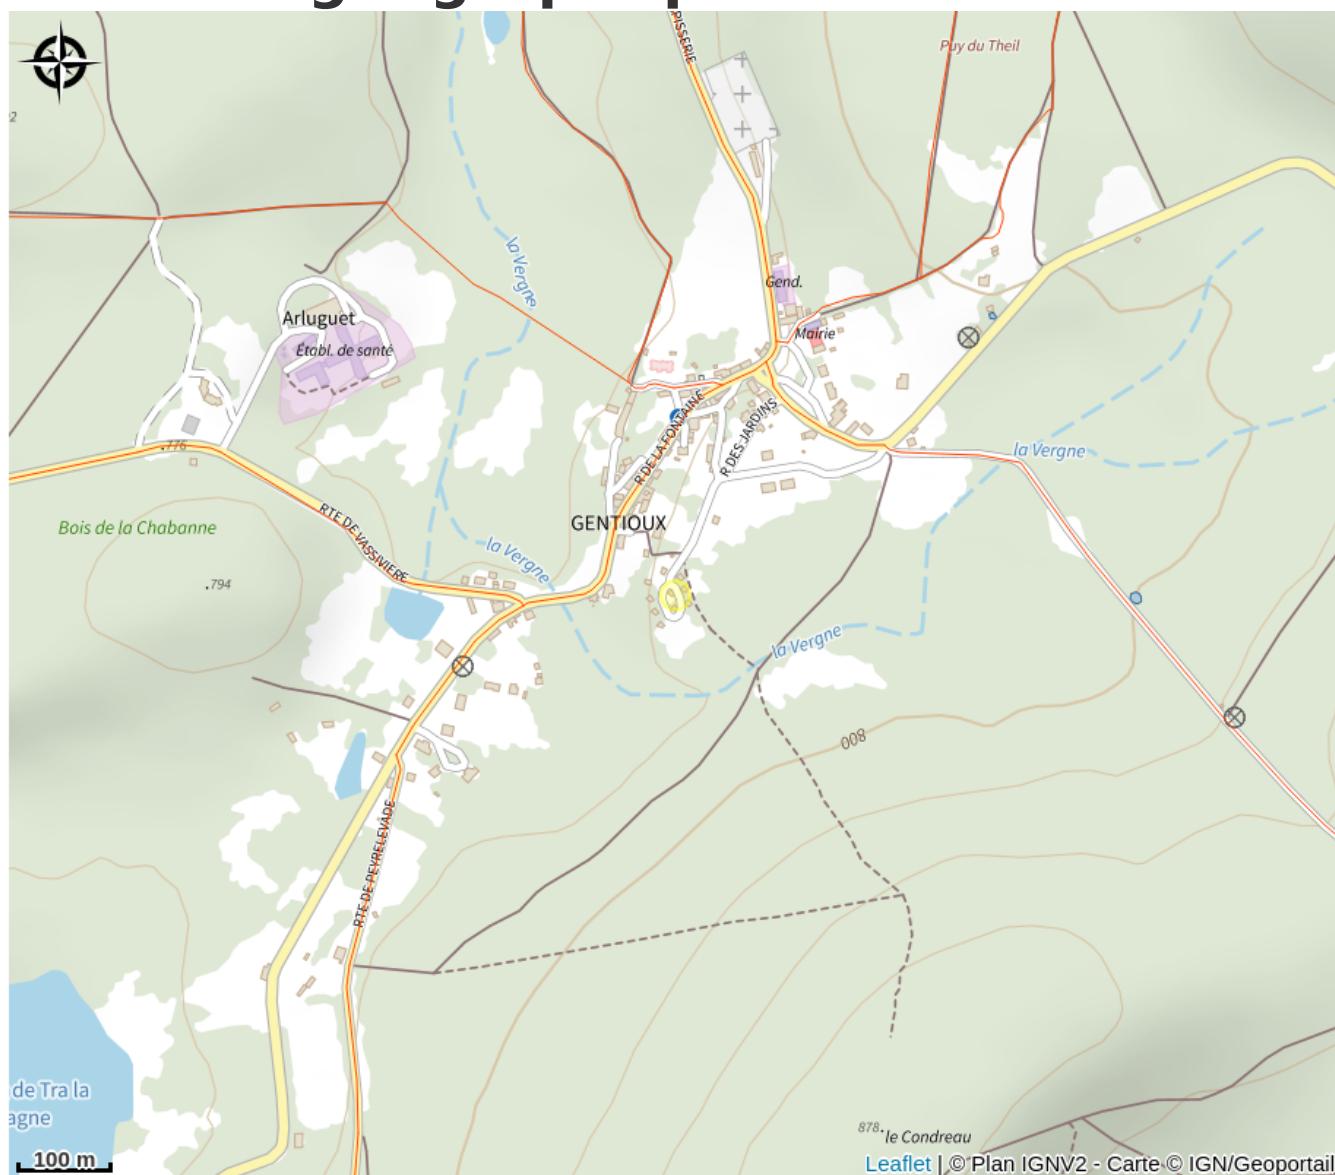 PISSERIE
Puy du Theil
la Vergne
Gend.
Arluguet
Mairie
Établ. de santé
R DE LA FONTAINE
R DES JARDINS
.776
la Vergne
RTE DE VASSIVIERE
GENTIOUX
Bois de la Chabanne
la Vergne
.794
la Vergne
800
RTE DE PEYRELEVADE
de Tra la
agne
878. le Condreau
100 m
Leaflet | © Plan IGNV2 - Carte © IGN/Geoportail